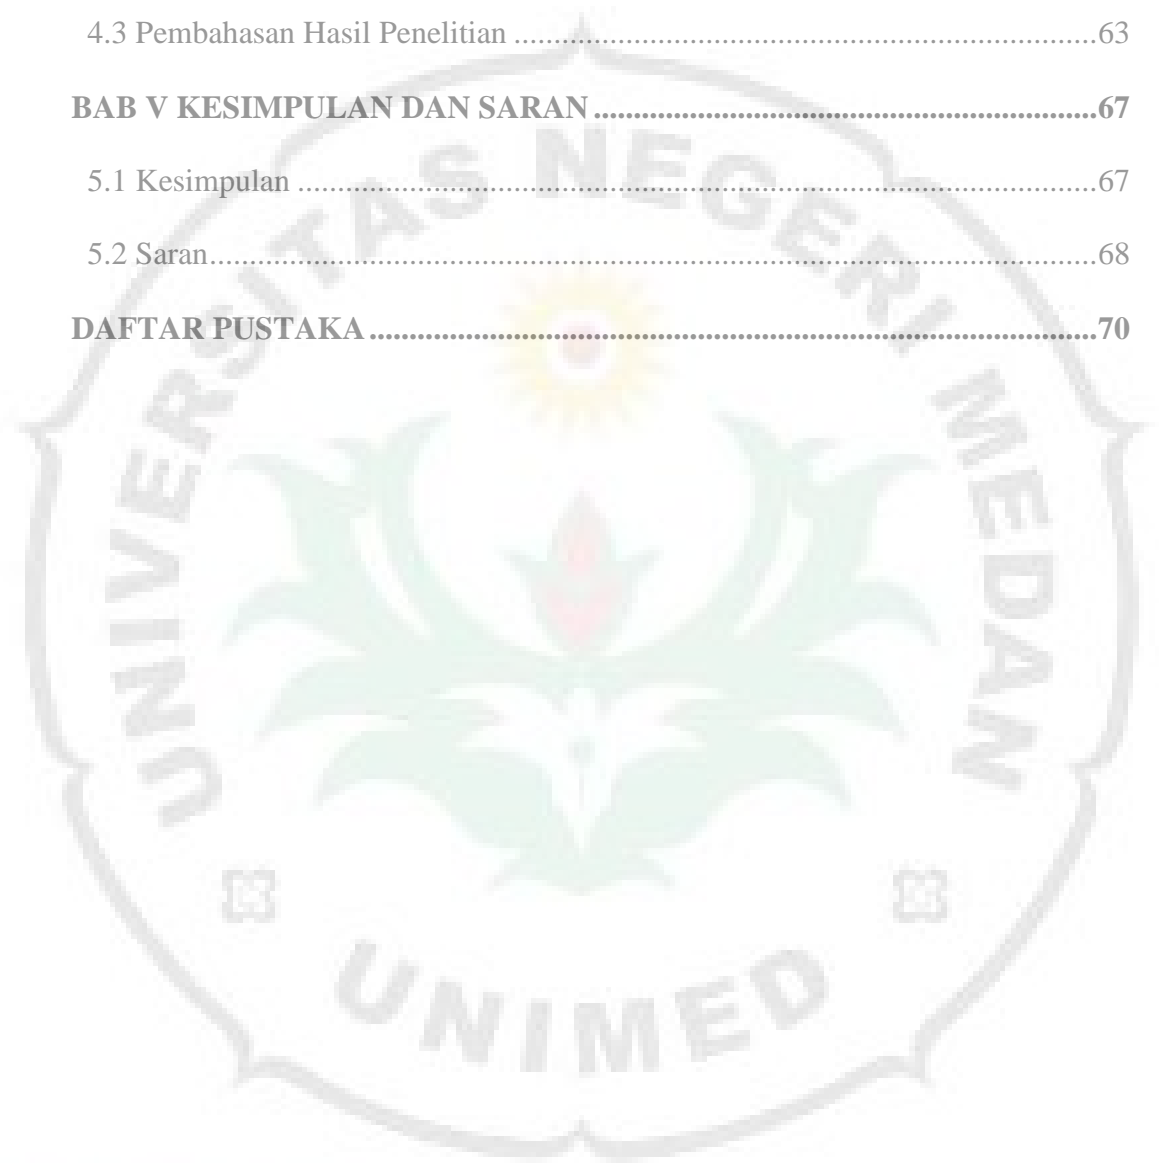 4.3 Pembahasan Hasil Penelitian ........................................................................63
BAB V KESIMPULAN DAN SARAN ...............................................................67
5.1 Kesimpulan ...................................................................................................67
5.2 Saran..............................................................................................................68
DAFTAR PUSTAKA ...........................................................................................70
UNIVERSITAS NEGERI MEDAN
UNIMED